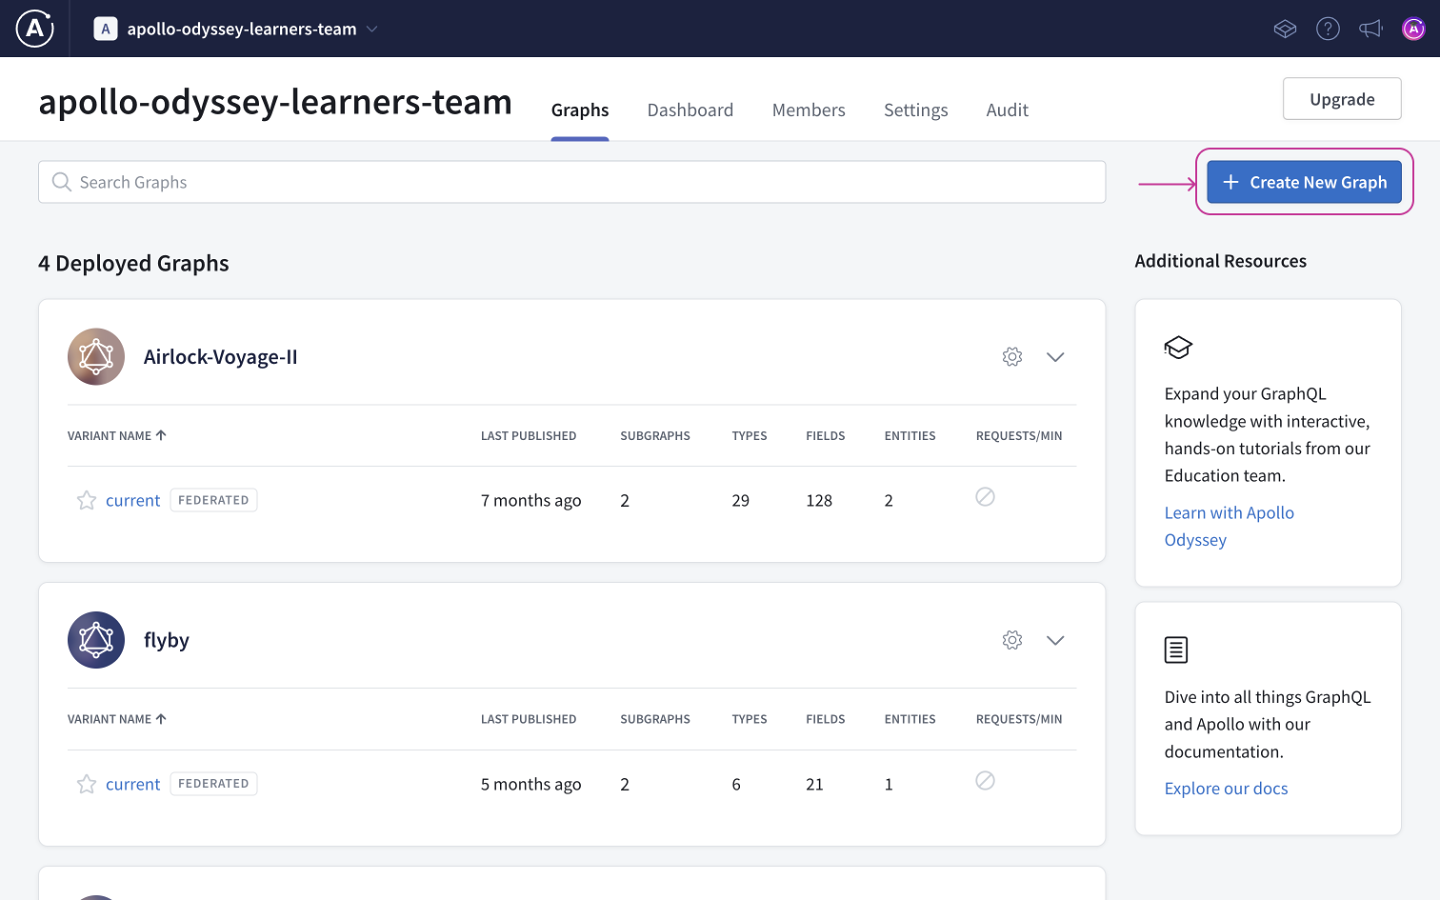 A apollo-odyssey-learners-team
apollo-odyssey-learners-team
Graphs Dashboard Members Settings Audit
Upgrade
Search Graphs
+ Create New Graph
4 Deployed Graphs
Airlock-Voyage-II
VARIANT NAME ↑ LAST PUBLISHED SUBGRAPHS TYPES FIELDS ENTITIES REQUESTS/MIN
current FEDERATED 7 months ago 2 29 128 2
flyby
VARIANT NAME ↑ LAST PUBLISHED SUBGRAPHS TYPES FIELDS ENTITIES REQUESTS/MIN
current FEDERATED 5 months ago 2 6 21 1
Additional Resources
Expand your GraphQL
knowledge with interactive,
hands-on tutorials from our
Education team.
Learn with Apollo
Odyssey
Dive into all things GraphQL
and Apollo with our
documentation.
Explore our docs